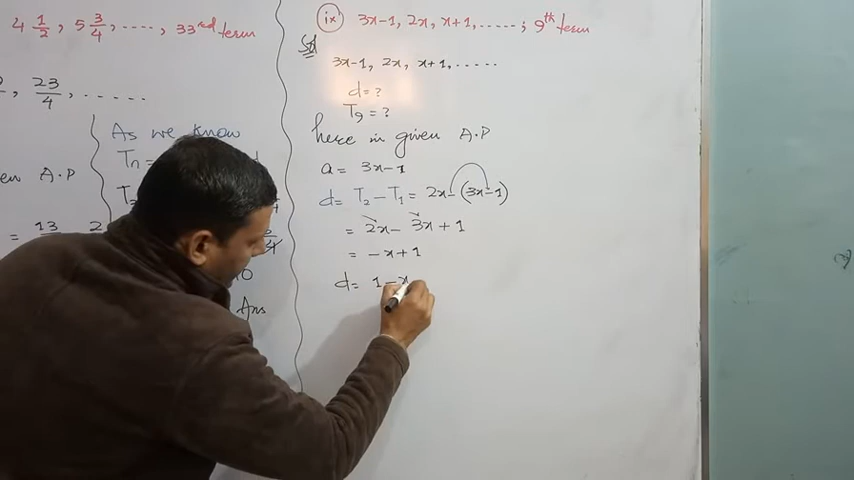 4 1/2, 5 3/4, ....., 33rd term
23/4, ......
As we know
Tn =
A.P
13
Ans
(ix) 3x-1, 2x, x+1, ......; 9th term
Sol
3x-1, 2x, x+1, ......
d = ?
T9 = ?
here in given A.P
a = 3x-1
d = T2 - T1 = 2x - (3x-1)
= 2x - 3x + 1
= -x + 1
d = 1-x